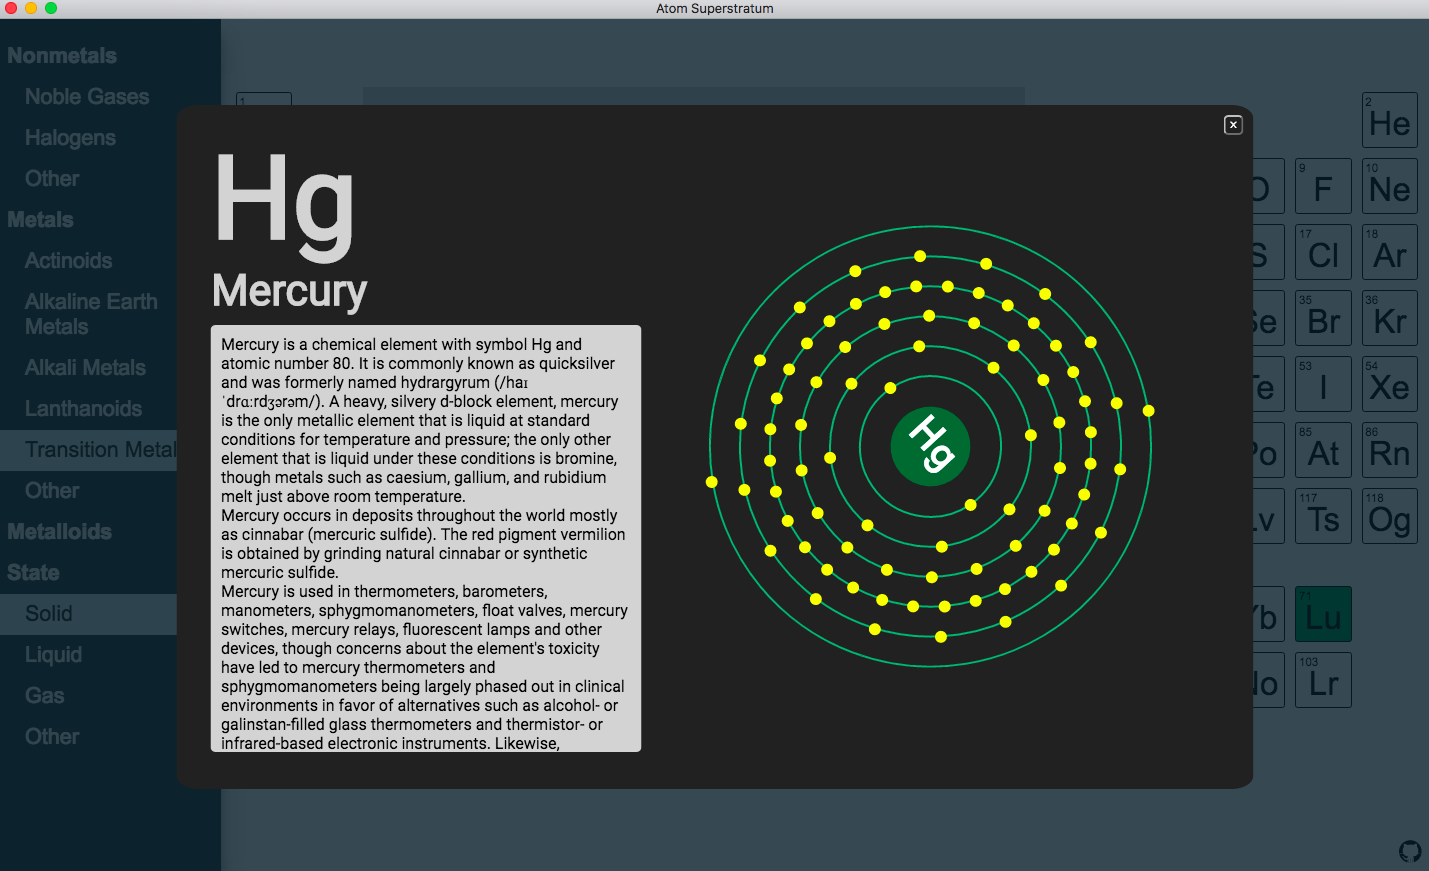 Atom Superstratum
Nonmetals
Noble Gases
Halogens
Other
Metals
Actinoids
Alkaline Earth
Metals
Alkali Metals
Lanthanoids
Transition Metal
Other
Metalloids
State
Solid
Liquid
Gas
Other
1
x
Hg
Mercury
Mercury is a chemical element with symbol Hg and
atomic number 80. It is commonly known as quicksilver
and was formerly named hydrargyrum (/haɪ
ˈdrɑːrdʒərəm/). A heavy, silvery d-block element, mercury
is the only metallic element that is liquid at standard
conditions for temperature and pressure; the only other
element that is liquid under these conditions is bromine,
though metals such as caesium, gallium, and rubidium
melt just above room temperature.
Mercury occurs in deposits throughout the world mostly
as cinnabar (mercuric sulfide). The red pigment vermilion
is obtained by grinding natural cinnabar or synthetic
mercuric sulfide.
Mercury is used in thermometers, barometers,
manometers, sphygmomanometers, float valves, mercury
switches, mercury relays, fluorescent lamps and other
devices, though concerns about the element's toxicity
have led to mercury thermometers and
sphygmomanometers being largely phased out in clinical
environments in favor of alternatives such as alcohol- or
galinstan-filled glass thermometers and thermistor- or
infrared-based electronic instruments. Likewise,
Hg
2
He
O
9
F
10
Ne
S
17
Cl
18
Ar
Se
35
Br
36
Kr
Te
53
I
54
Xe
Po
85
At
86
Rn
Lv
117
Ts
118
Og
Yb
71
Lu
No
103
Lr